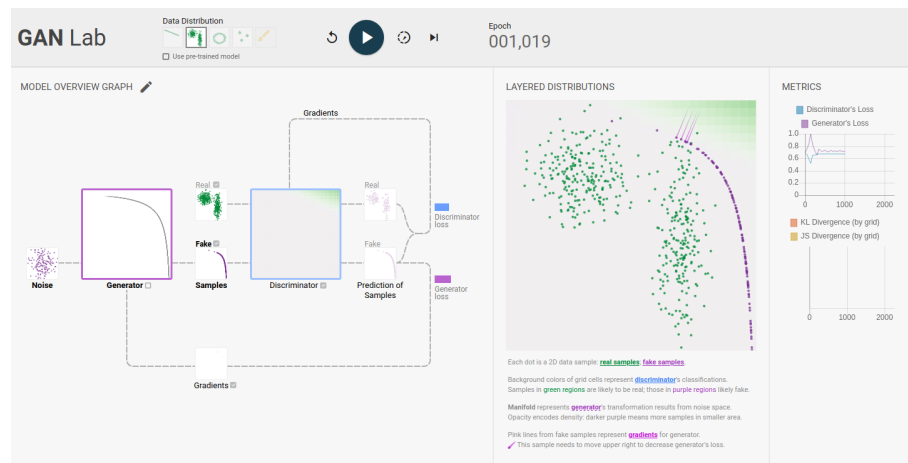 GAN Lab
Data Distribution
Use pre-trained model
Epoch
001,019
MODEL OVERVIEW GRAPH
Gradients
Real
Real
Discriminator
loss
Fake
Fake
Generator
loss
Noise
Generator
Samples
Discriminator
Prediction of
Samples
Gradients
LAYERED DISTRIBUTIONS
Each dot is a 2D data sample: real samples; fake samples.
Background colors of grid cells represent discriminator's classifications.
Samples in green regions are likely to be real; those in purple regions likely fake.
Manifold represents generator's transformation results from noise space.
Opacity encodes density: darker purple means more samples in smaller area.
Pink lines from fake samples represent gradients for generator.
This sample needs to move upper right to decrease generator's loss.
METRICS
Discriminator's Loss
Generator's Loss
1.0
0.8
0.6
0.4
0.2
0
0 1000 2000
KL Divergence (by grid)
JS Divergence (by grid)
0 1000 2000